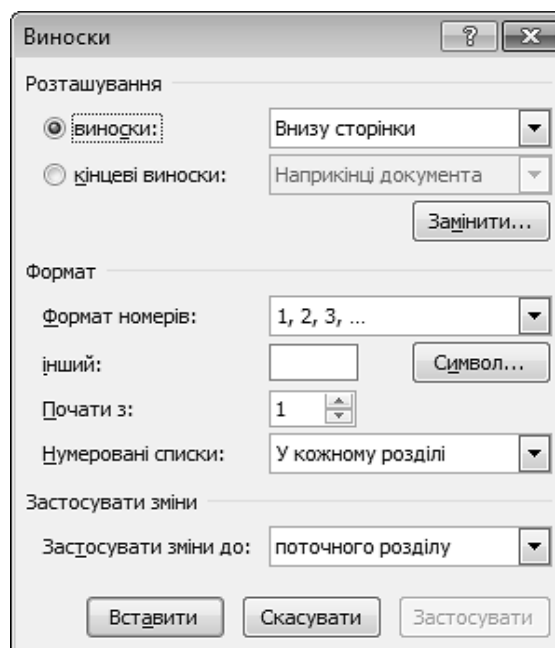 Виноски
Розташування
виноски: Внизу сторінки
кінцеві виноски: Наприкінці документа
Замінити...
Формат
Формат номерів: 1, 2, 3, ...
інший: Символ...
Почати з: 1
Нумеровані списки: У кожному розділі
Застосувати зміни
Застосувати зміни до: поточного розділу
Вставити Скасувати Застосувати